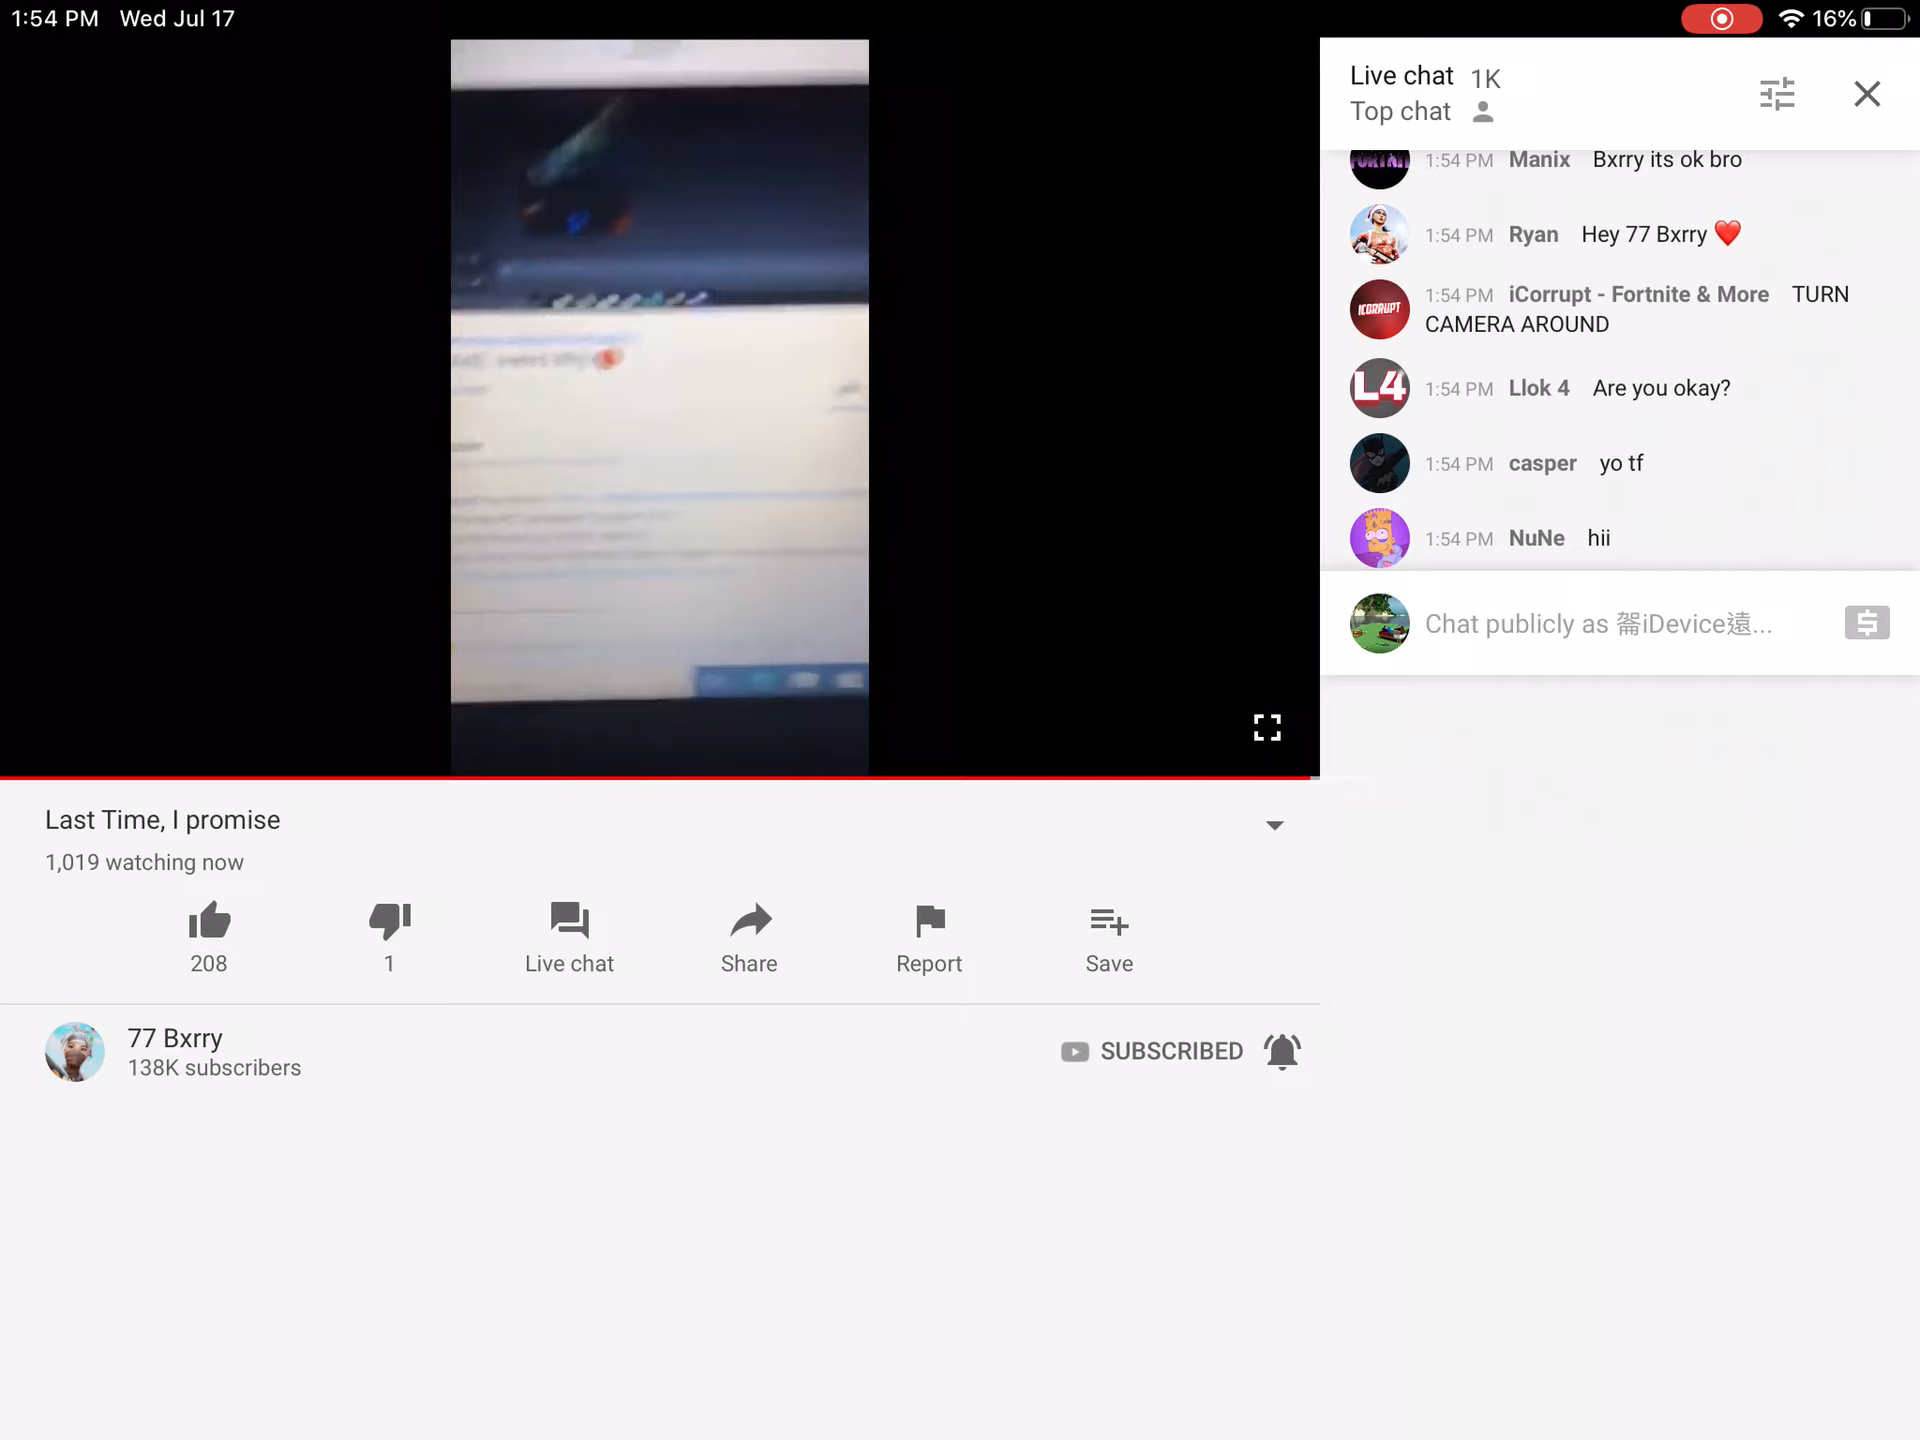 1:54 PM Wed Jul 17
16%
Live chat 1K
Top chat
1:54 PM Manix Bxrry its ok bro
1:54 PM Ryan Hey 77 Bxrry ❤️
1:54 PM iCorrupt - Fortnite & More TURN
CAMERA AROUND
ICORRUPT
1:54 PM Llok 4 Are you okay?
L4
1:54 PM casper yo tf
1:54 PM NuNe hii
Chat publicly as 蓾iDevice遠...
Last Time, I promise
1,019 watching now
208
1
Live chat
Share
Report
Save
77 Bxrry
138K subscribers
SUBSCRIBED